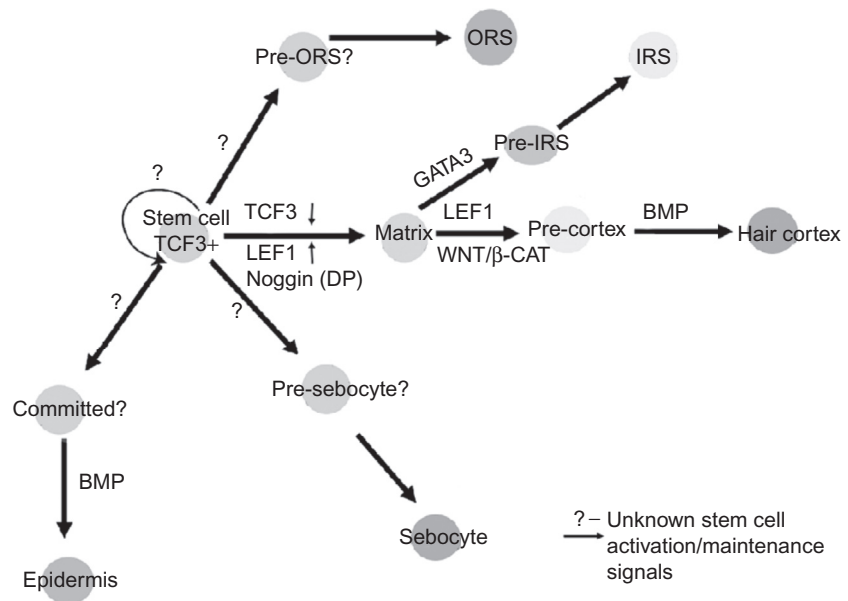 ORS
Pre-ORS?
IRS
?
Pre-IRS
GATA3
?
Stem cell
TCF3+
TCF3 ↓
LEF1 ↑
Noggin (DP)
Matrix
LEF1
WNT/β-CAT
Pre-cortex
BMP
Hair cortex
?
?
Committed?
Pre-sebocyte?
BMP
Epidermis
Sebocyte
? – Unknown stem cell
activation/maintenance
signals